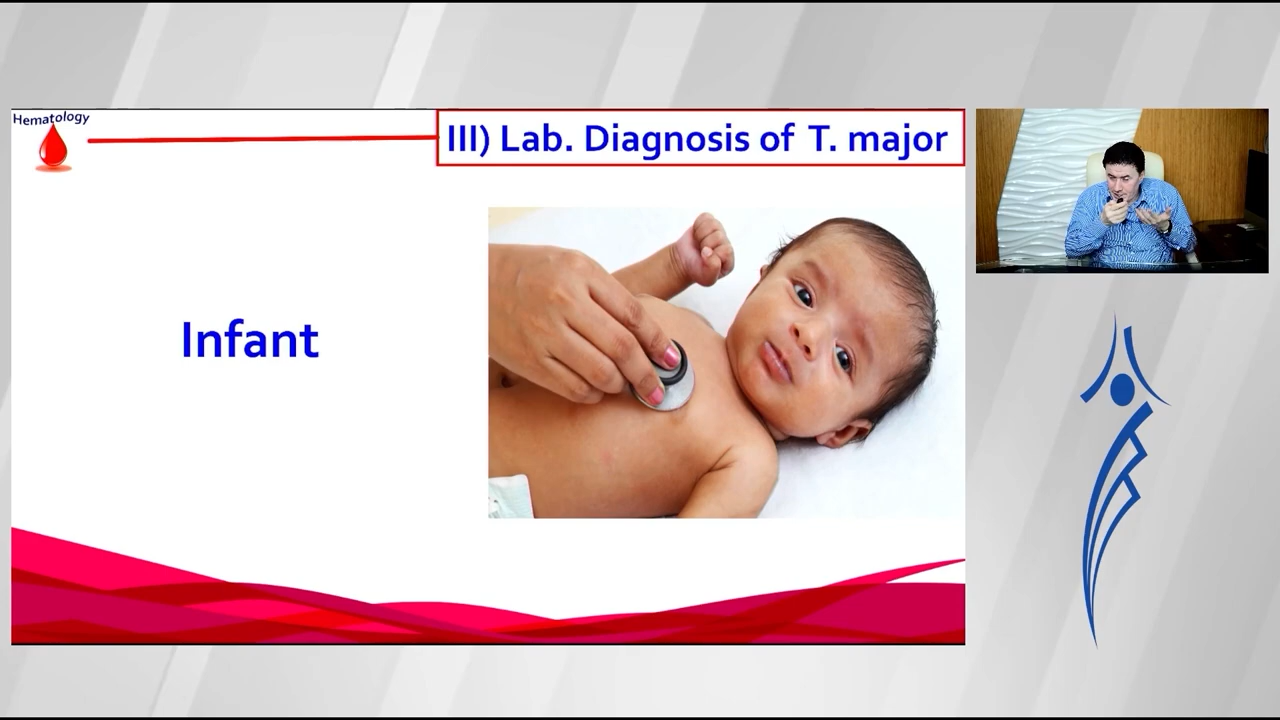 Hematology
III) Lab. Diagnosis of T. major
Infant